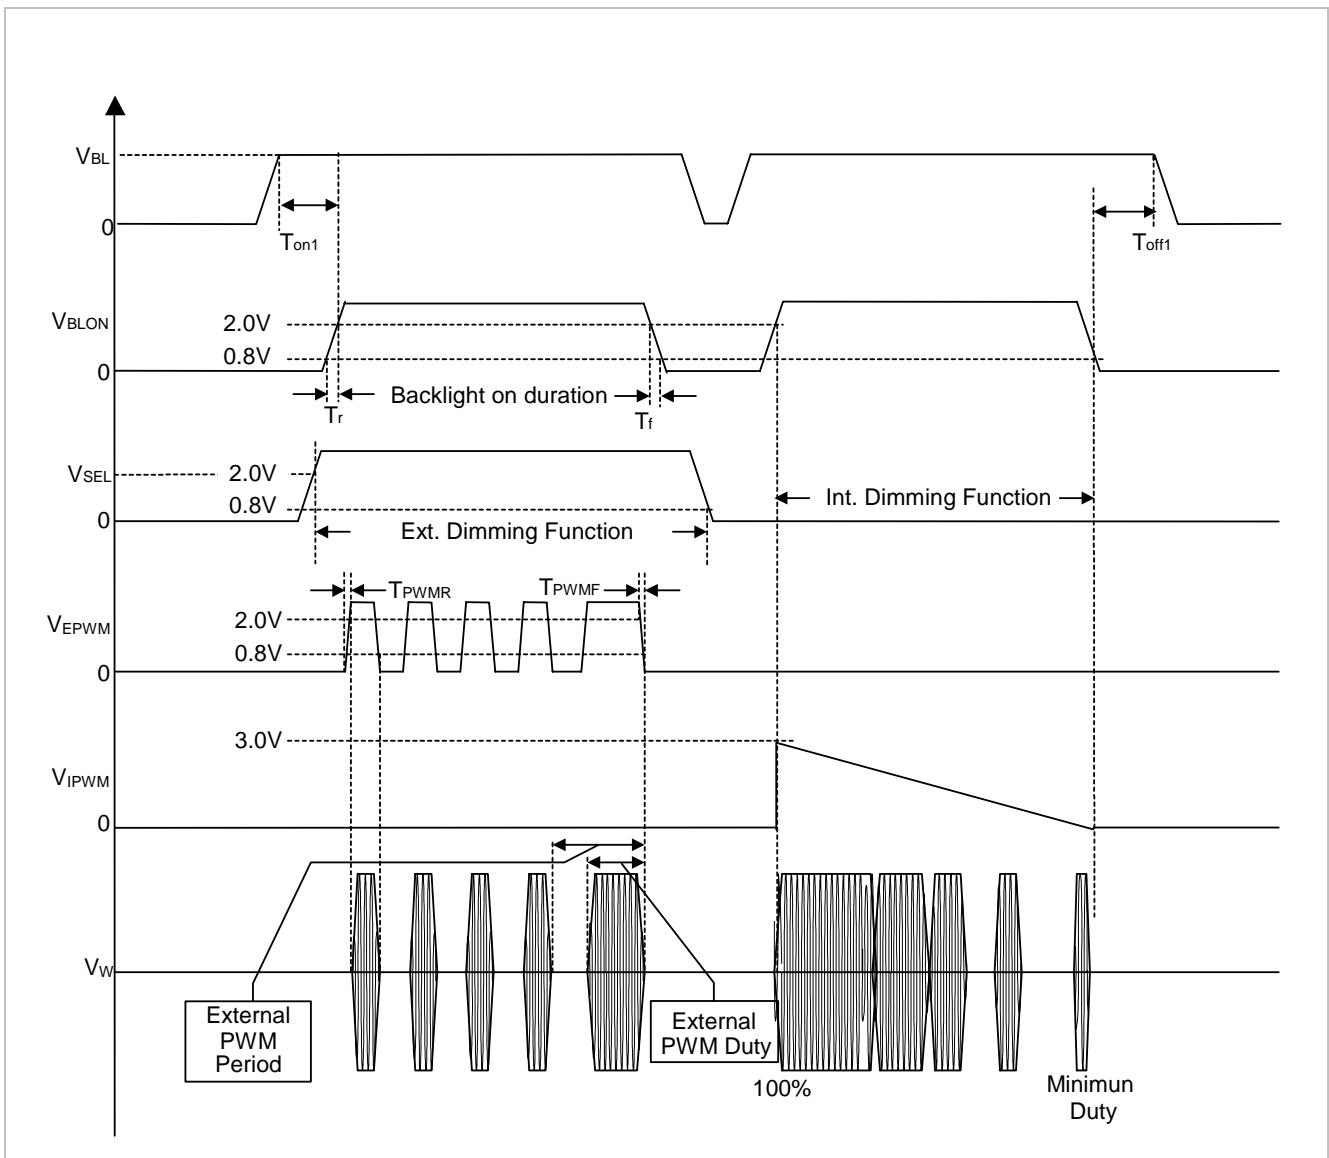 VBL
0
Ton1
Toff1
VBLON
2.0V
0.8V
0
Backlight on duration
Tr
Tf
VSEL
2.0V
0.8V
0
Int. Dimming Function
Ext. Dimming Function
TPWMR
TPWMF
VEPWM
2.0V
0.8V
0
3.0V
VIPWM
0
VW
External
PWM
Period
External
PWM Duty
100%
Minimun
Duty